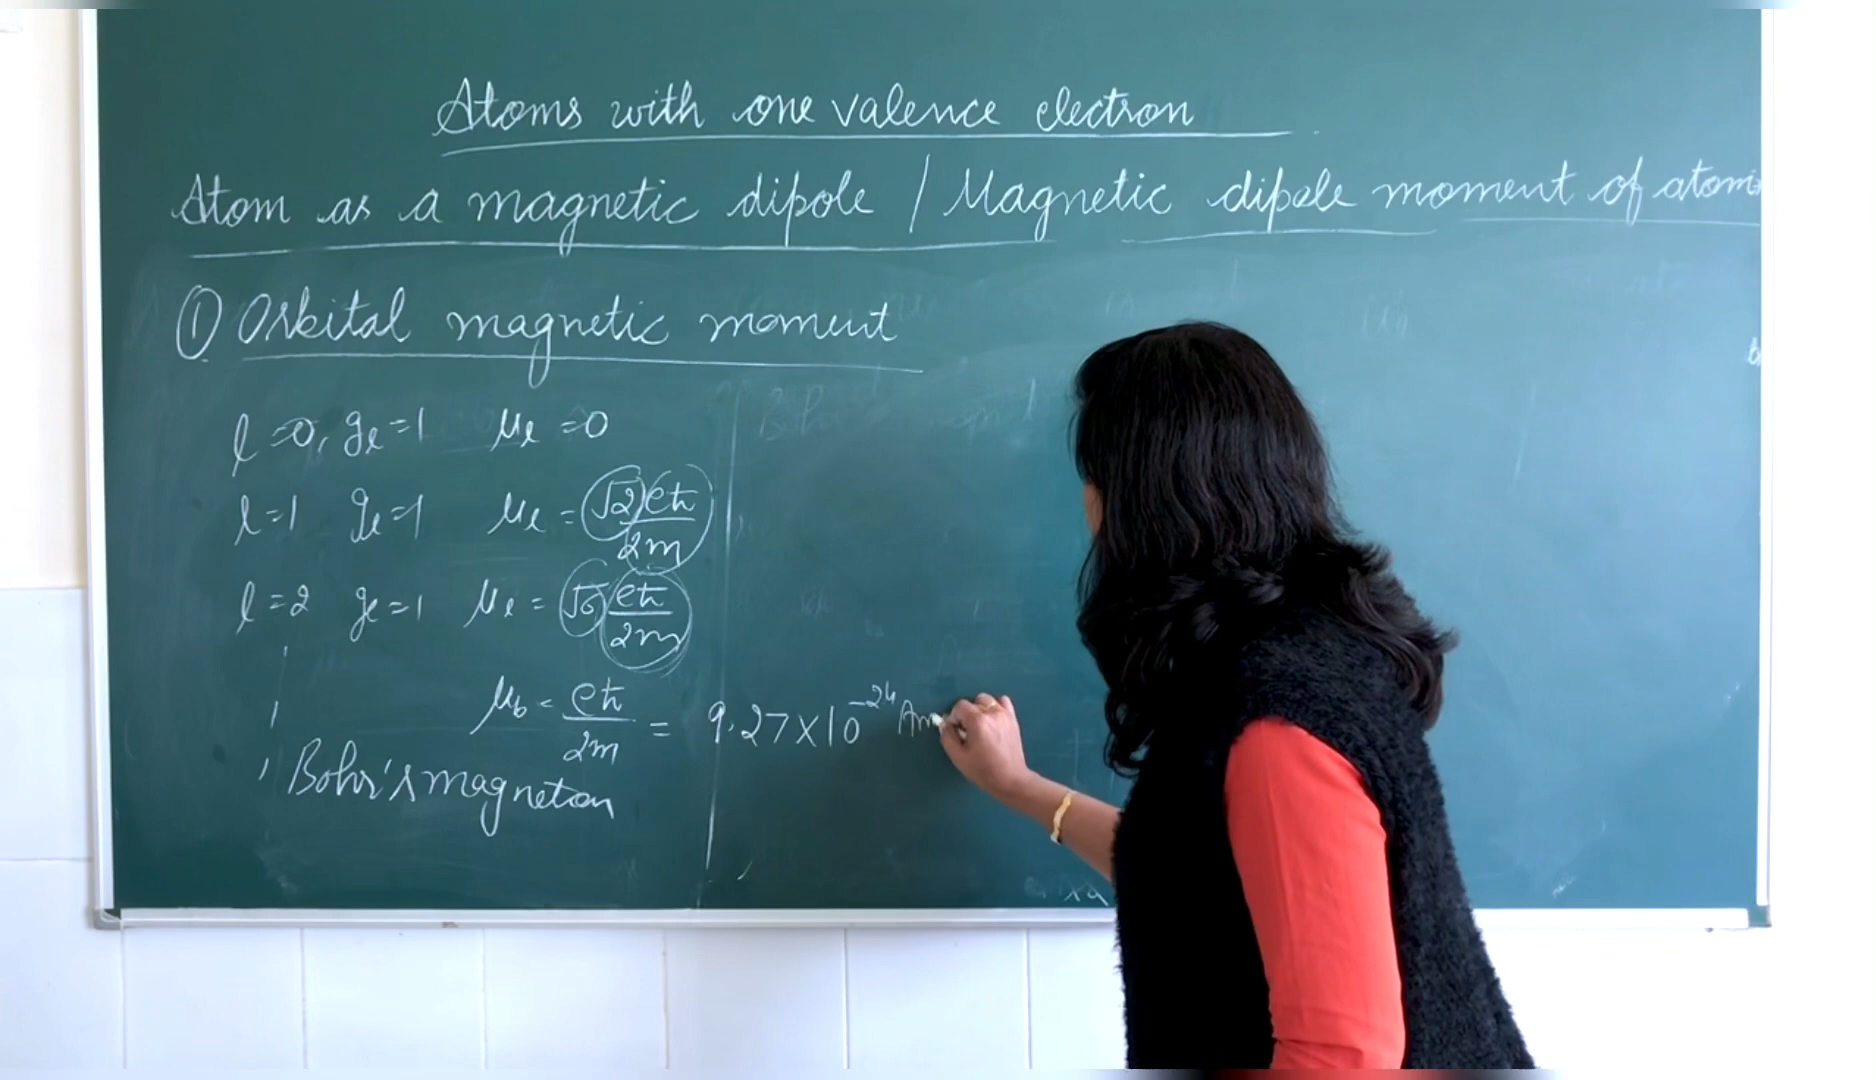 Atoms with one valence electron
Atom as a magnetic dipole / Magnetic dipole moment of atoms
① Orbital magnetic moment
l=0, gₗ=1 μₗ=0
l=1 gₗ=1 μₗ=√2 eħ/2m
l=2 gₗ=1 μₗ=√6 eħ/2m
μb = eħ/2m = 9.27×10⁻²⁴ Am
Bohr's magneton